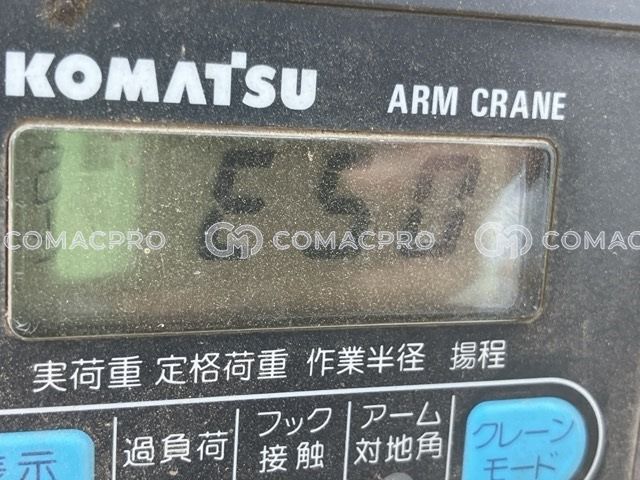 KOMATSU ARM CRANE
E50
COMACPRO COMACPRO COMACPRO
実荷重 定格荷重 作業半径 揚程
過負荷 フック接触 アーム対地角 クレーンモード
表示